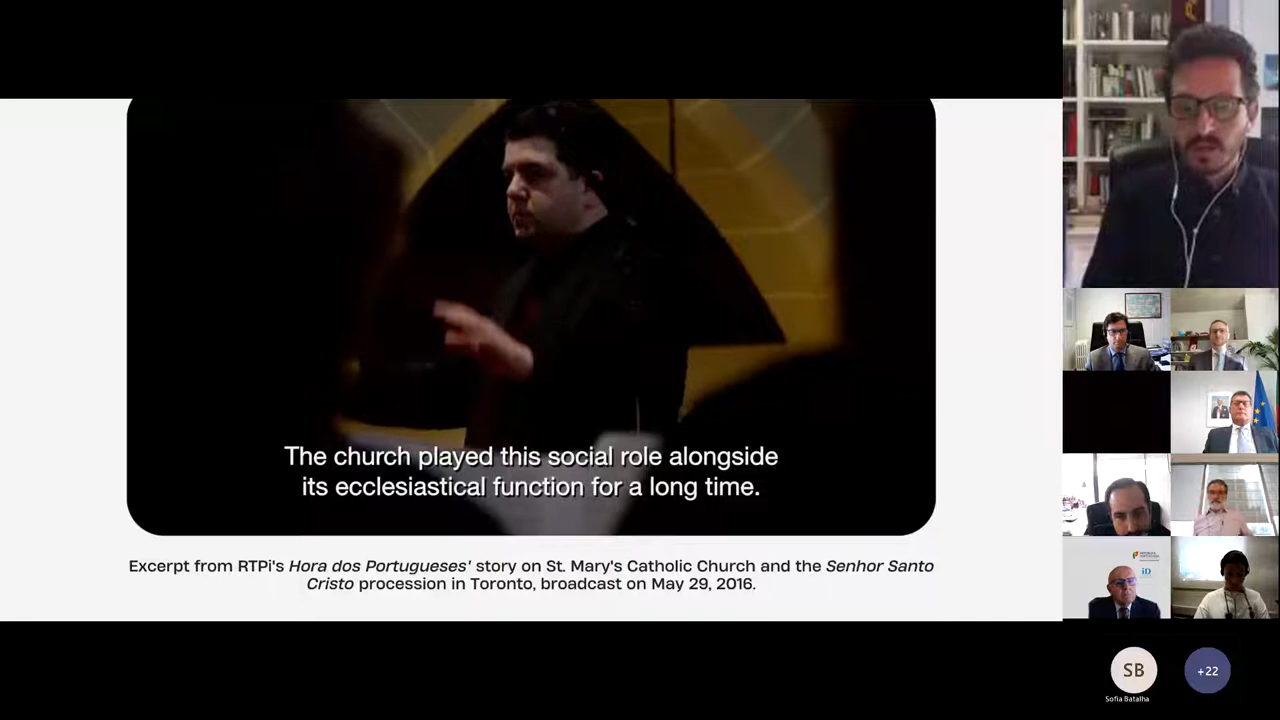 The church played this social role alongside
its ecclesiastical function for a long time.
Excerpt from RTPi's Hora dos Portugueses' story on St. Mary's Catholic Church and the Senhor Santo
Cristo procession in Toronto, broadcast on May 29, 2016.
iD
SB
+22
Sofia Batalha